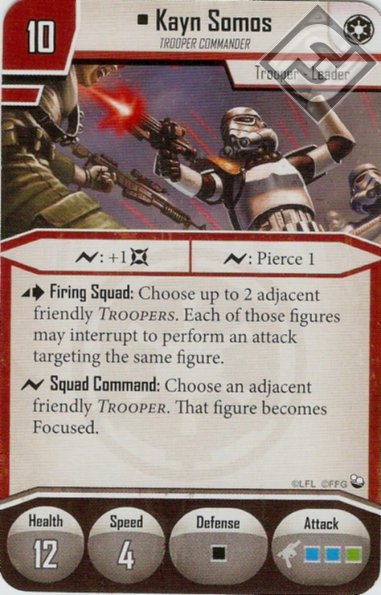 10
Kayn Somos
TROOPER COMMANDER
Trooper - Leader
: +1
: Pierce 1
Firing Squad: Choose up to 2 adjacent
friendly TROOPERS. Each of those figures
may interrupt to perform an attack
targeting the same figure.
Squad Command: Choose an adjacent
friendly TROOPER. That figure becomes
Focused.
©LFL ©FFG
Health
Speed
Defense
Attack
12
4